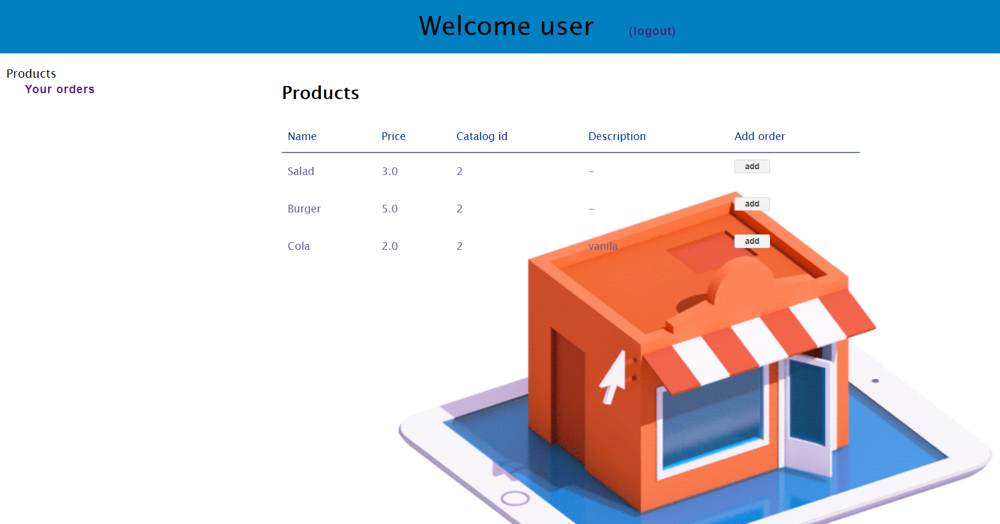 Welcome user (logout)
Products
Your orders
Products
Name Price Catalog id Description Add order
Salad 3.0 2 – add
Burger 5.0 2 – add
Cola 2.0 2 vanila add